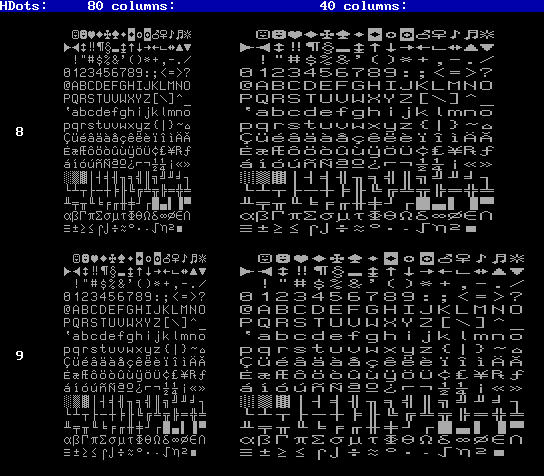 HDots: 80 columns: 40 columns:
☺☻♥♦♣♠•◘○◙♂♀♪♫☼ ☺☻♥♦♣♠•◘○◙♂♀♪♫☼
►◄↕‼¶§▬↨↑↓→←∟↔▲▼ ►◄↕‼¶§▬↨↑↓→←∟↔▲▼
!"#$%&'()*+,-./ !"#$%&'()*+,-./
0123456789:;<=>? 0123456789:;<=>?
@ABCDEFGHIJKLMNO @ABCDEFGHIJKLMNO
PQRSTUVWXYZ[\]^_ PQRSTUVWXYZ[\]^_
`abcdefghijklmno `abcdefghijklmno
8 pqrstuvwxyz{|}~⌂ pqrstuvwxyz{|}~⌂
ÇüéâäàåçêëèïîìÄÅ ÇüéâäàåçêëèïîìÄÅ
ÉæÆôöòûùÿÖÜ¢£¥₧ƒ ÉæÆôöòûùÿÖÜ¢£¥₧ƒ
áíóúñÑªº¿⌐¬½¼¡«» áíóúñÑªº¿⌐¬½¼¡«»
░▒▓│┤╡╢╖╕╣║╗╝╜╛┐ ░▒▓│┤╡╢╖╕╣║╗╝╜╛┐
└┴┬├─┼╞╟╚╔╩╦╠═╬╧ └┴┬├─┼╞╟╚╔╩╦╠═╬╧
╨╤╥╙╘╒╓╫╪┘┌█▄▌▐▀ ╨╤╥╙╘╒╓╫╪┘┌█▄▌▐▀
αßΓπΣσµτΦΘΩδ∞φε∩ αßΓπΣσµτΦΘΩδ∞φε∩
≡±≥≤⌠⌡÷≈°∙·√ⁿ²■ ≡±≥≤⌠⌡÷≈°∙·√ⁿ²■
☺☻♥♦♣♠•◘○◙♂♀♪♫☼ ☺☻♥♦♣♠•◘○◙♂♀♪♫☼
►◄↕‼¶§▬↨↑↓→←∟↔▲▼ ►◄↕‼¶§▬↨↑↓→←∟↔▲▼
!"#$%&'()*+,-./ !"#$%&'()*+,-./
0123456789:;<=>? 0123456789:;<=>?
@ABCDEFGHIJKLMNO @ABCDEFGHIJKLMNO
PQRSTUVWXYZ[\]^_ PQRSTUVWXYZ[\]^_
`abcdefghijklmno `abcdefghijklmno
9 pqrstuvwxyz{|}~⌂ pqrstuvwxyz{|}~⌂
ÇüéâäàåçêëèïîìÄÅ ÇüéâäàåçêëèïîìÄÅ
ÉæÆôöòûùÿÖÜ¢£¥₧ƒ ÉæÆôöòûùÿÖÜ¢£¥₧ƒ
áíóúñÑªº¿⌐¬½¼¡«» áíóúñÑªº¿⌐¬½¼¡«»
░▒▓│┤╡╢╖╕╣║╗╝╜╛┐ ░▒▓│┤╡╢╖╕╣║╗╝╜╛┐
└┴┬├─┼╞╟╚╔╩╦╠═╬╧ └┴┬├─┼╞╟╚╔╩╦╠═╬╧
╨╤╥╙╘╒╓╫╪┘┌█▄▌▐▀ ╨╤╥╙╘╒╓╫╪┘┌█▄▌▐▀
αßΓπΣσµτΦΘΩδ∞φε∩ αßΓπΣσµτΦΘΩδ∞φε∩
≡±≥≤⌠⌡÷≈°∙·√ⁿ²■ ≡±≥≤⌠⌡÷≈°∙·√ⁿ²■